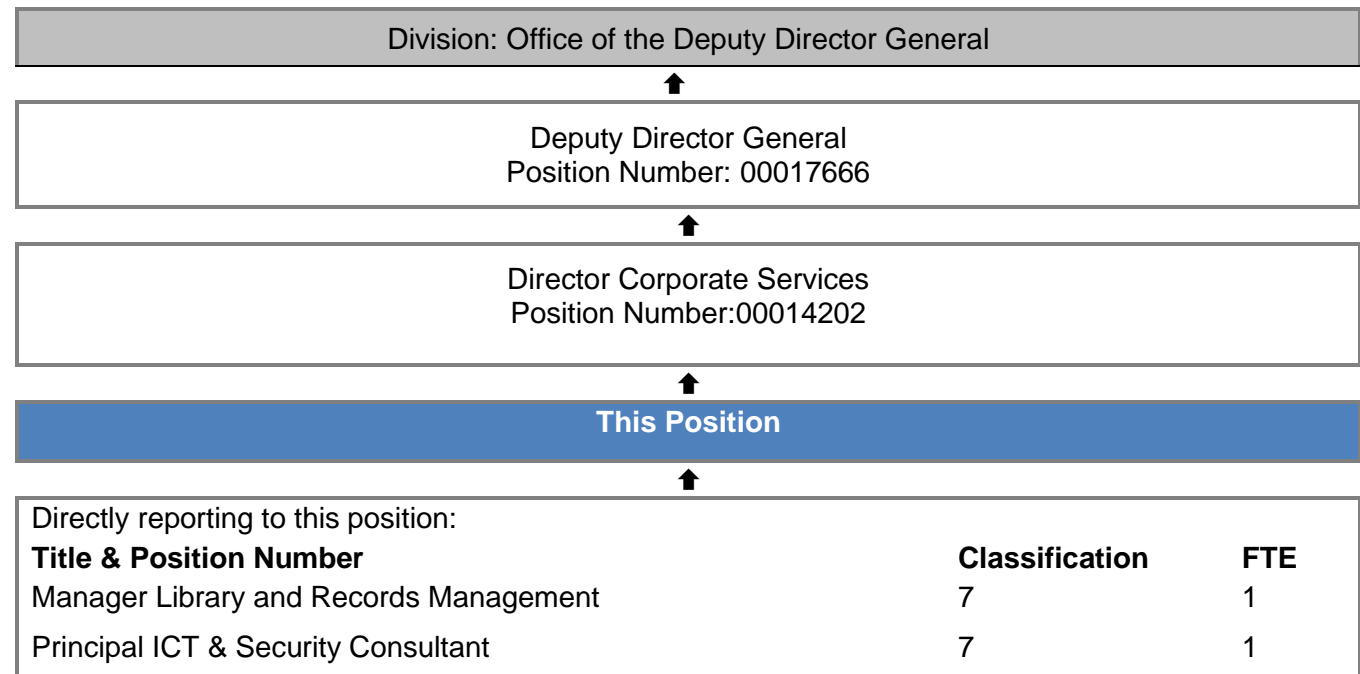 Division: Office of the Deputy Director General
Deputy Director General
Position Number: 00017666
Director Corporate Services
Position Number:00014202
This Position
Directly reporting to this position:
Title & Position Number Classification FTE
Manager Library and Records Management 7 1
Principal ICT & Security Consultant 7 1